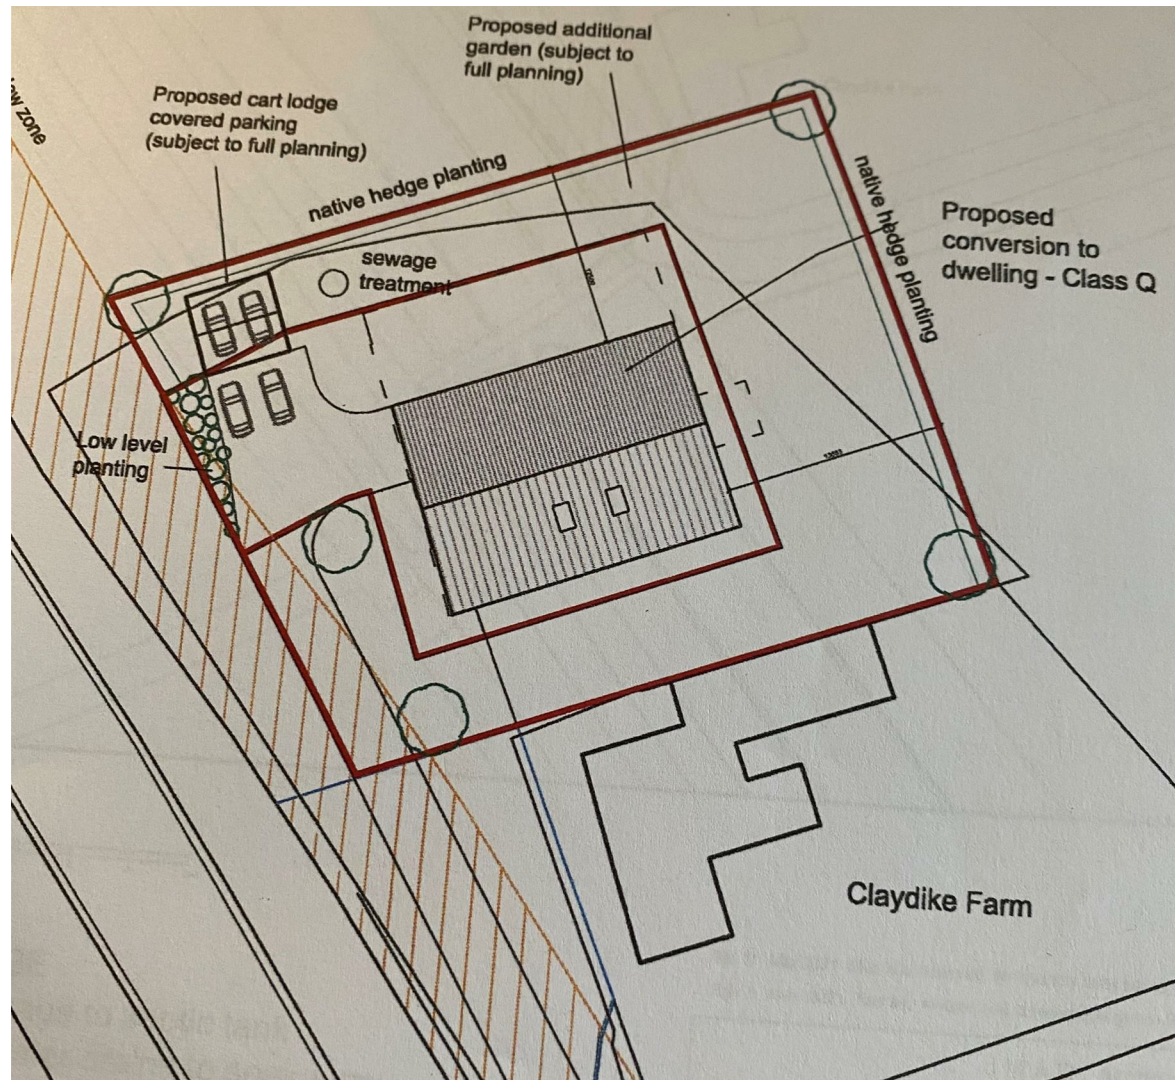 Proposed additional
garden (subject to
full planning)
Proposed cart lodge
covered parking
(subject to full planning)
zone
native hedge planting
native hedge planting
Proposed
conversion to
dwelling - Class Q
sewage
treatment
Low level
planting
Claydike Farm